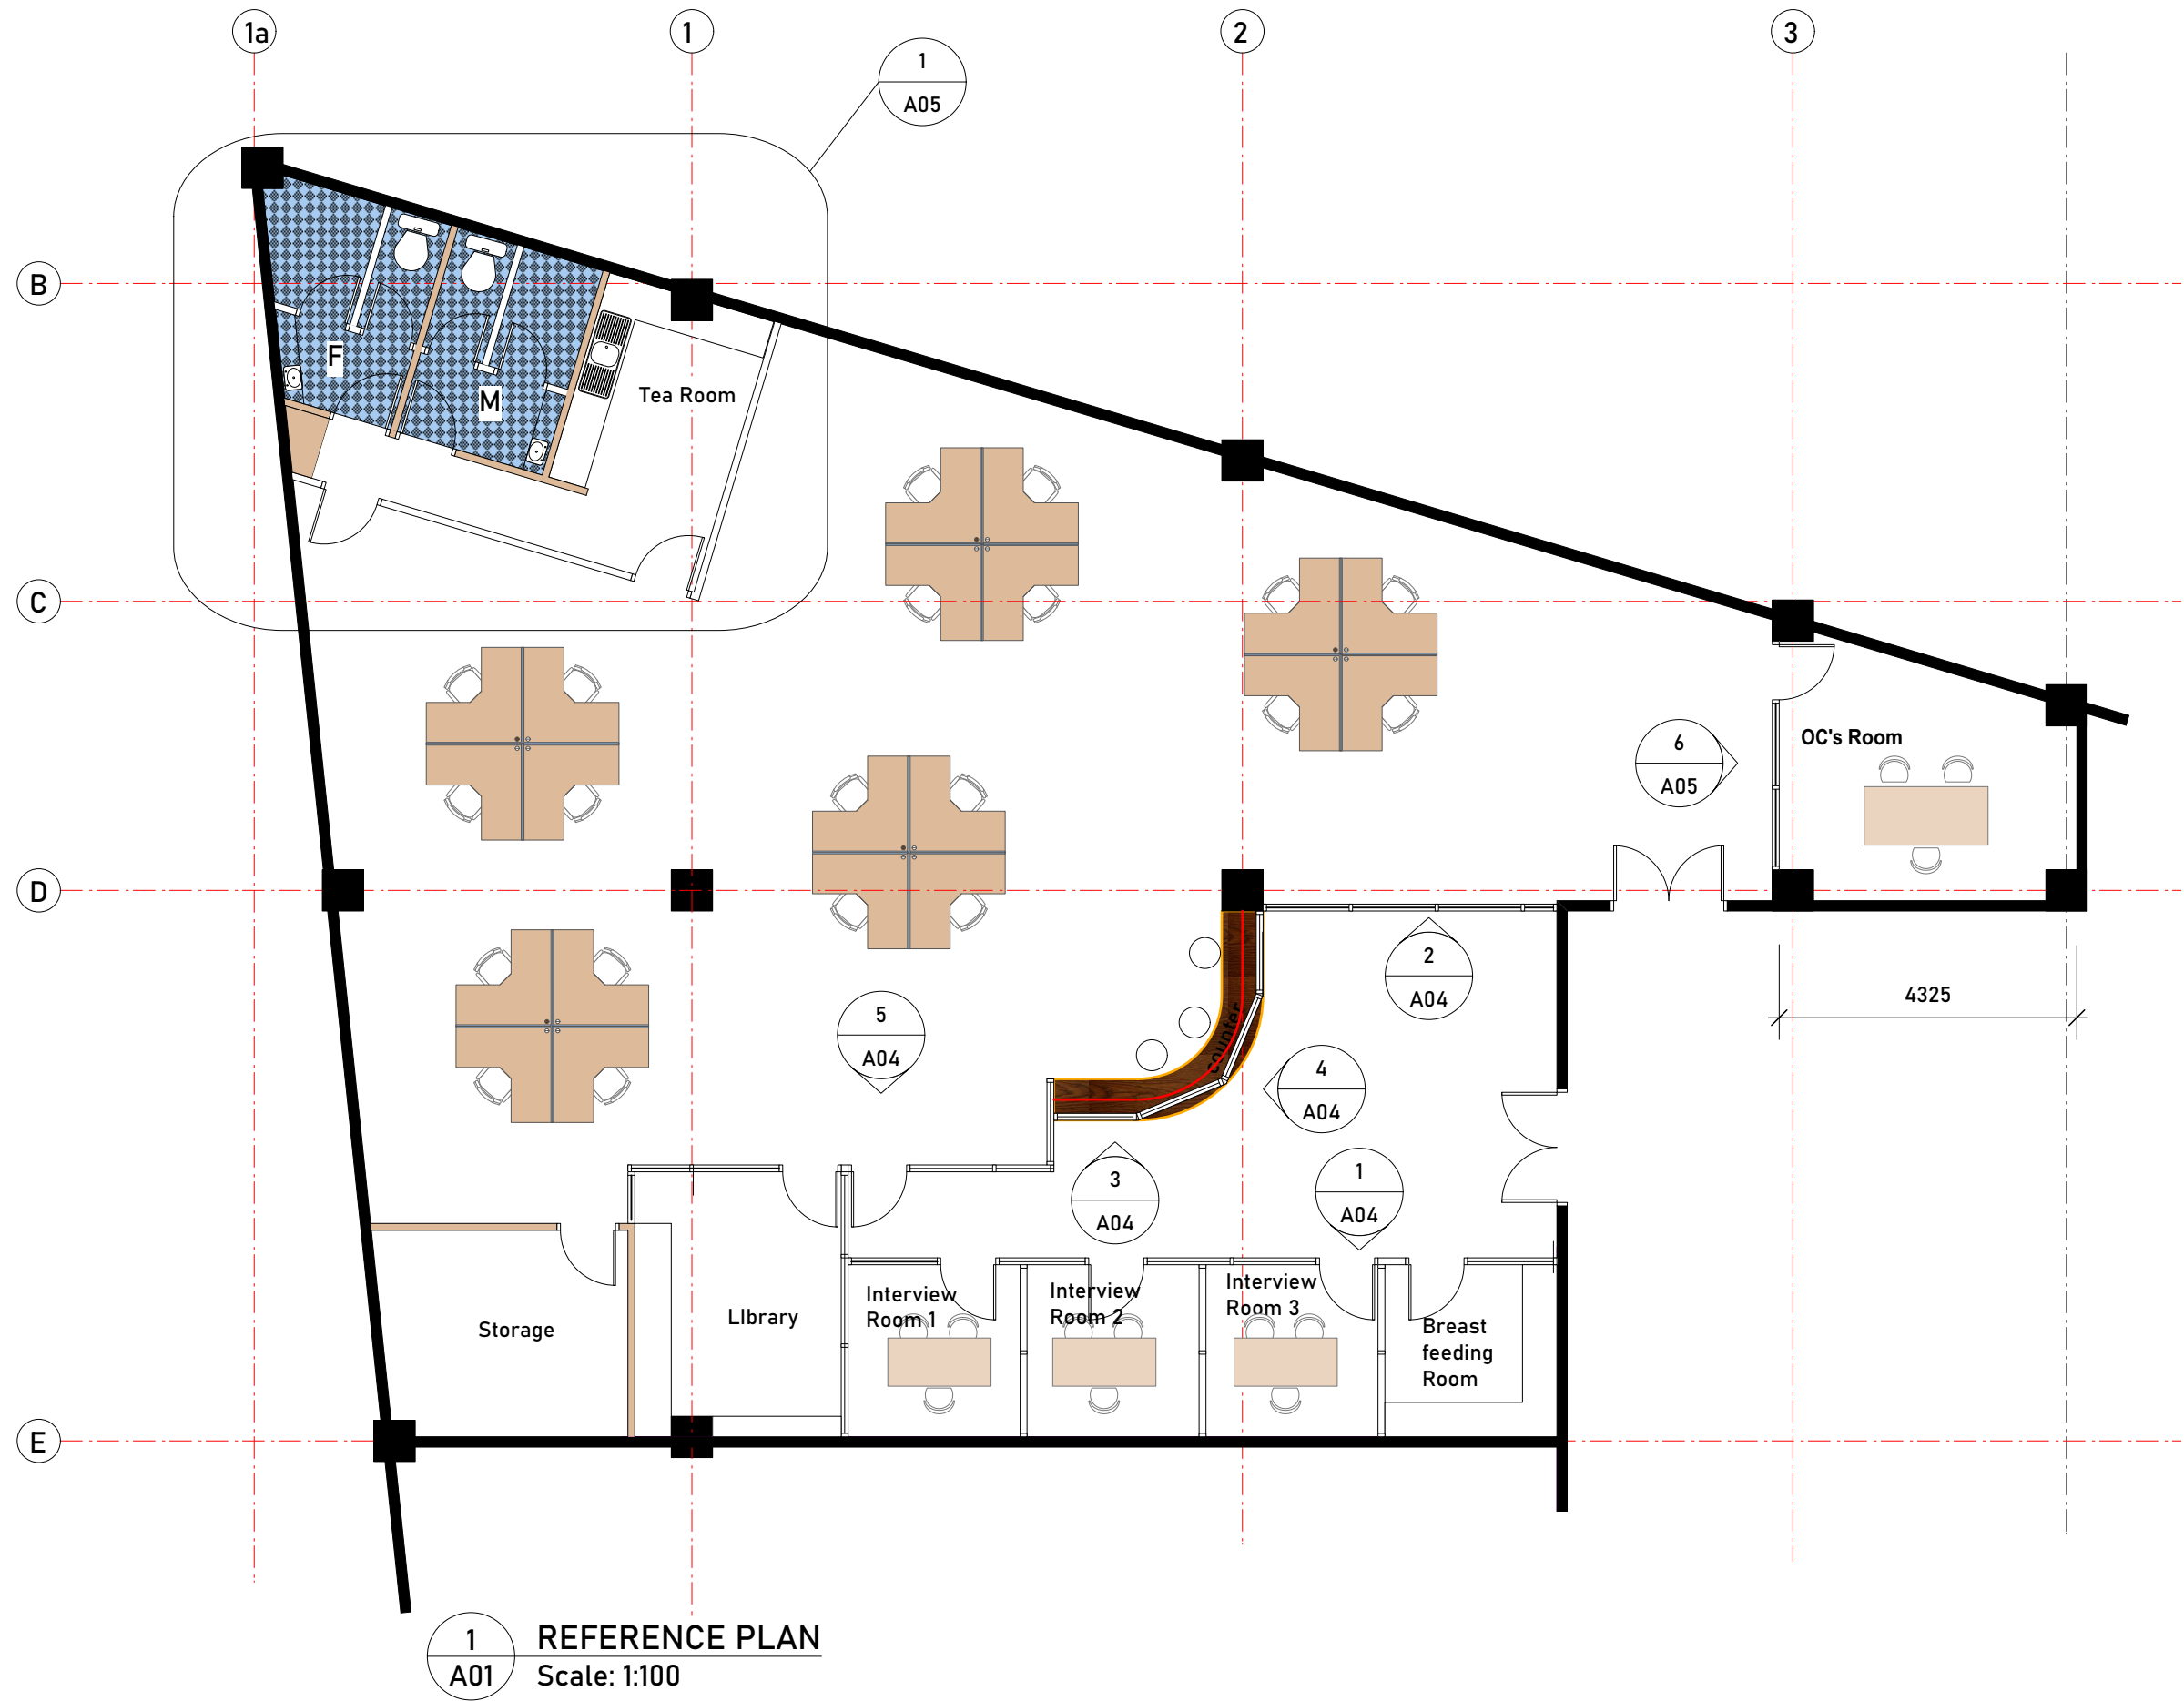 1a
1
2
3
1
A05
B
F
M
Tea Room
C
6
A05
OC's Room
D
2
A04
4325
5
A04
counter
4
A04
3
A04
1
A04
Interview
Room 1
Interview
Room 2
Interview
Room 3
Storage
LIbrary
Breast
feeding
Room
E
1
A01
REFERENCE PLAN
Scale: 1:100